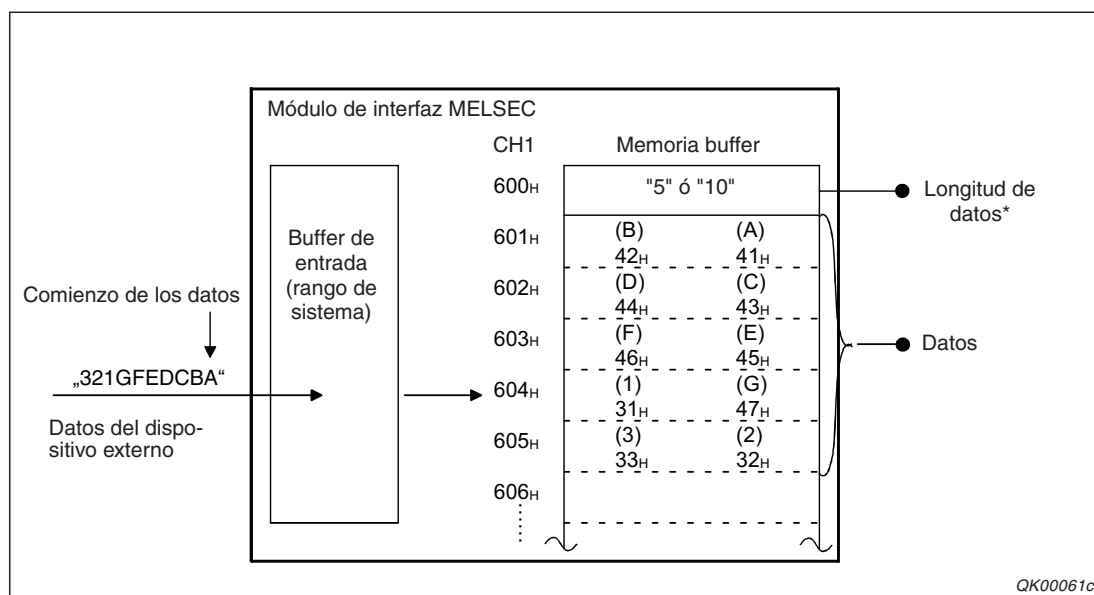 Módulo de interfaz MELSEC
CH1 Memoria buffer
600H "5" ó "10"
Longitud de
datos*
Buffer de
entrada
(rango de
sistema)
601H (B) (A)
42H 41H
602H (D) (C)
44H 43H
Comienzo de los datos
603H (F) (E)
46H 45H
Datos
„321GFEDCBA“
604H (1) (G)
31H 47H
Datos del dispo-
sitivo externo
605H (3) (2)
33H 32H
606H
QK00061c